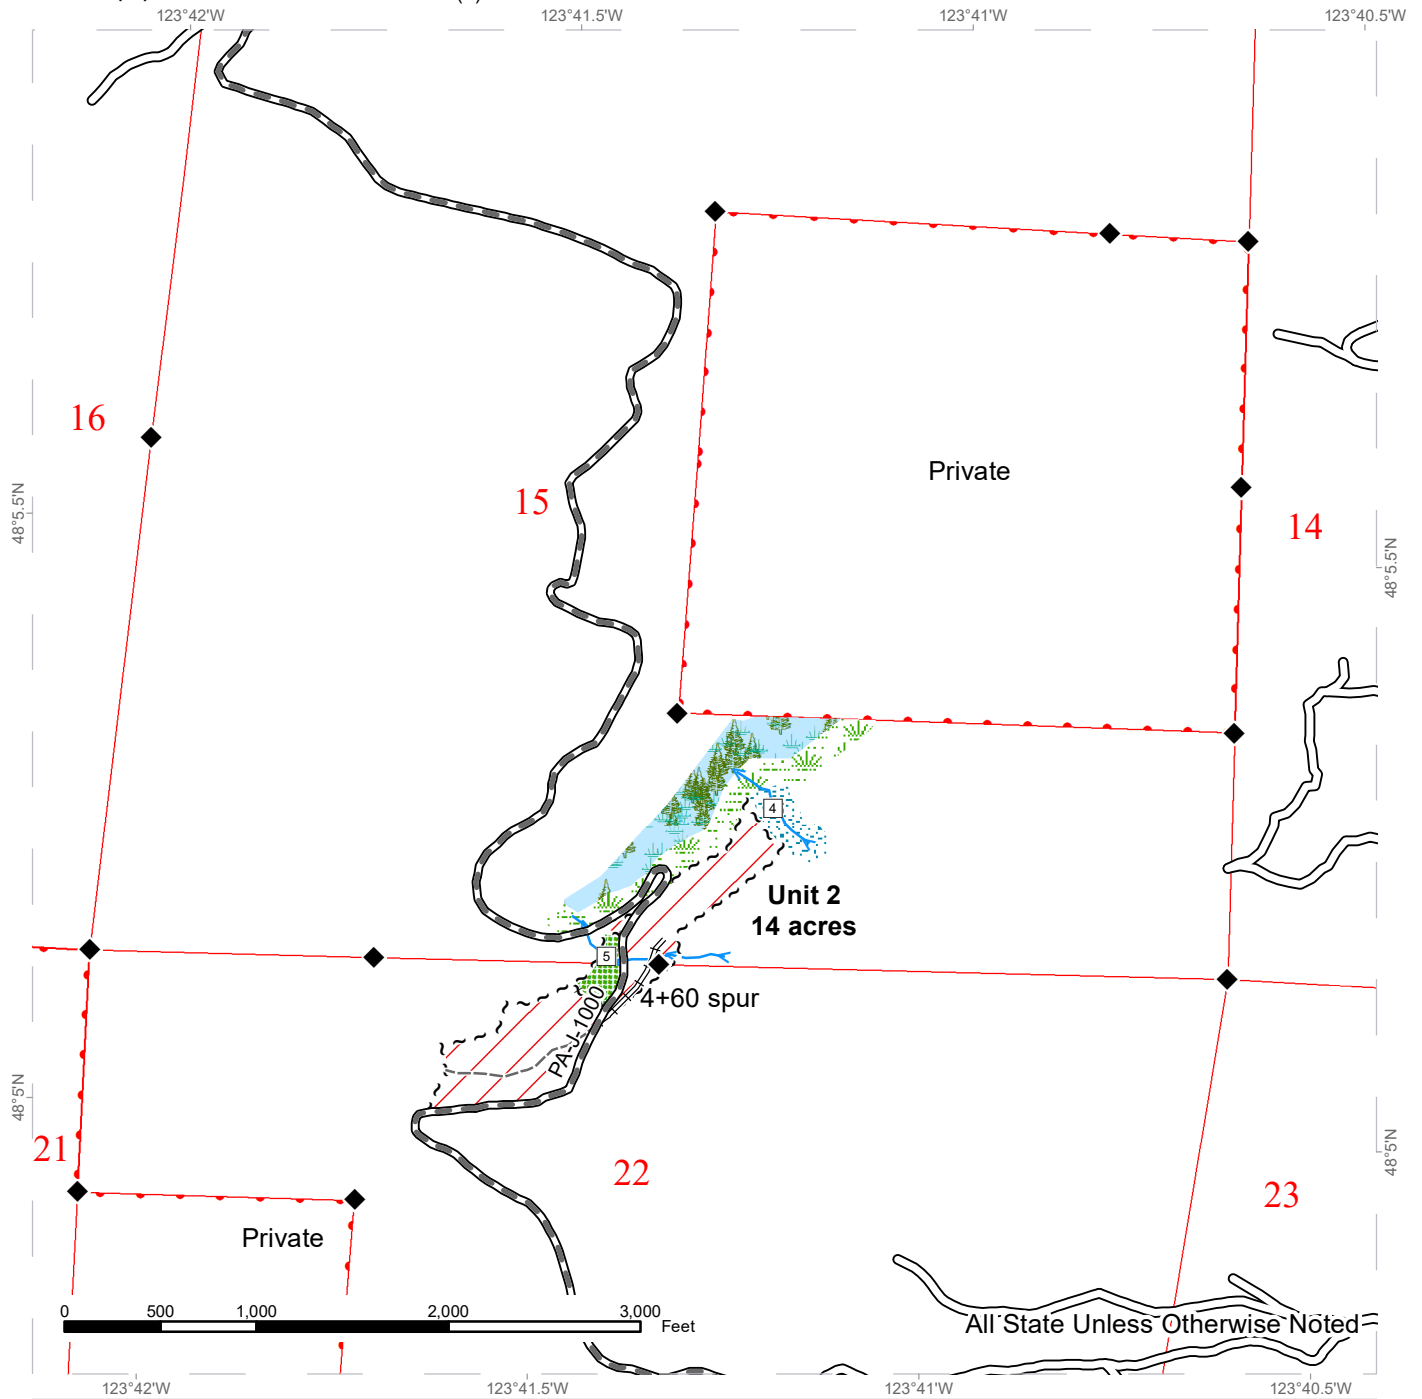 123°42'W
123°41.5'W
123°41'W
123°40.5'W
16
15
Private
14
48°5.5'N
48°5.5'N
4
Unit 2
14 acres
5
4+60 spur
PA-J-1000
48°5'N
48°5'N
21
22
23
Private
0 500 1,000 2,000 3,000
Feet
All State Unless Otherwise Noted
123°42'W
123°41.5'W
123°41'W
123°40.5'W